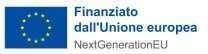 Finanziato
dall'Unione europea
NextGenerationEU